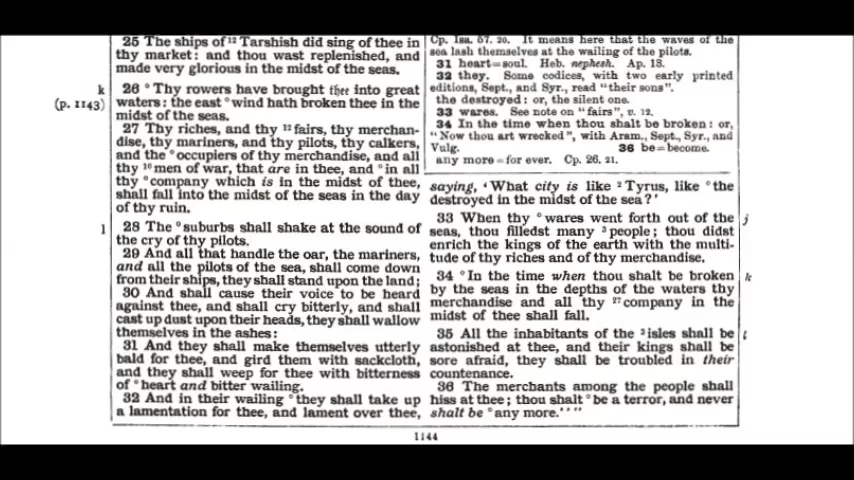 25 The ships of 12 Tarshish did sing of thee in
thy market: and thou wast replenished, and
made very glorious in the midst of the seas.
k
(p. 1143)
26 ° Thy rowers have brought thee into great
waters: the east ° wind hath broken thee in the
midst of the seas.
27 Thy riches, and thy 12 fairs, thy merchan-
dise, thy mariners, and thy pilots, thy calkers,
and the ° occupiers of thy merchandise, and all
thy 10 men of war, that are in thee, and ° in all
thy ° company which is in the midst of thee,
shall fall into the midst of the seas in the day
of thy ruin.
l
28 The ° suburbs shall shake at the sound of
the cry of thy pilots.
29 And all that handle the oar, the mariners,
and all the pilots of the sea, shall come down
from their ships, they shall stand upon the land;
30 And shall cause their voice to be heard
against thee, and shall cry bitterly, and shall
cast up dust upon their heads, they shall wallow
themselves in the ashes:
31 And they shall make themselves utterly
bald for thee, and gird them with sackcloth,
and they shall weep for thee with bitterness
of ° heart and bitter wailing.
32 And in their wailing ° they shall take up
a lamentation for thee, and lament over thee,
Cp. Isa. 57. 20. It means here that the waves of the
sea lash themselves at the wailing of the pilots.
31 heart = soul. Heb. nephesh. Ap. 13.
32 they. Some codices, with two early printed
editions, Sept., and Syr., read "their sons".
the destroyed: or, the silent one.
33 wares. See note on "fairs", v. 12.
34 In the time when thou shalt be broken: or,
"Now thou art wrecked", with Aram., Sept., Syr., and
Vulg. 36 be = become.
any more = for ever. Cp. 26. 21.
saying, ‘What city is like 2 Tyrus, like ° the
destroyed in the midst of the sea?’
33 When thy ° wares went forth out of the
seas, thou filledst many 3 people; thou didst
enrich the kings of the earth with the multi-
tude of thy riches and of thy merchandise.
j
34 ° In the time when thou shalt be broken
by the seas in the depths of the waters thy
merchandise and all thy 27 company in the
midst of thee shall fall.
k
35 All the inhabitants of the 3 isles shall be
astonished at thee, and their kings shall be
sore afraid, they shall be troubled in their
countenance.
l
36 The merchants among the people shall
hiss at thee; thou shalt ° be a terror, and never
shalt be ° any more.’”’”
1144